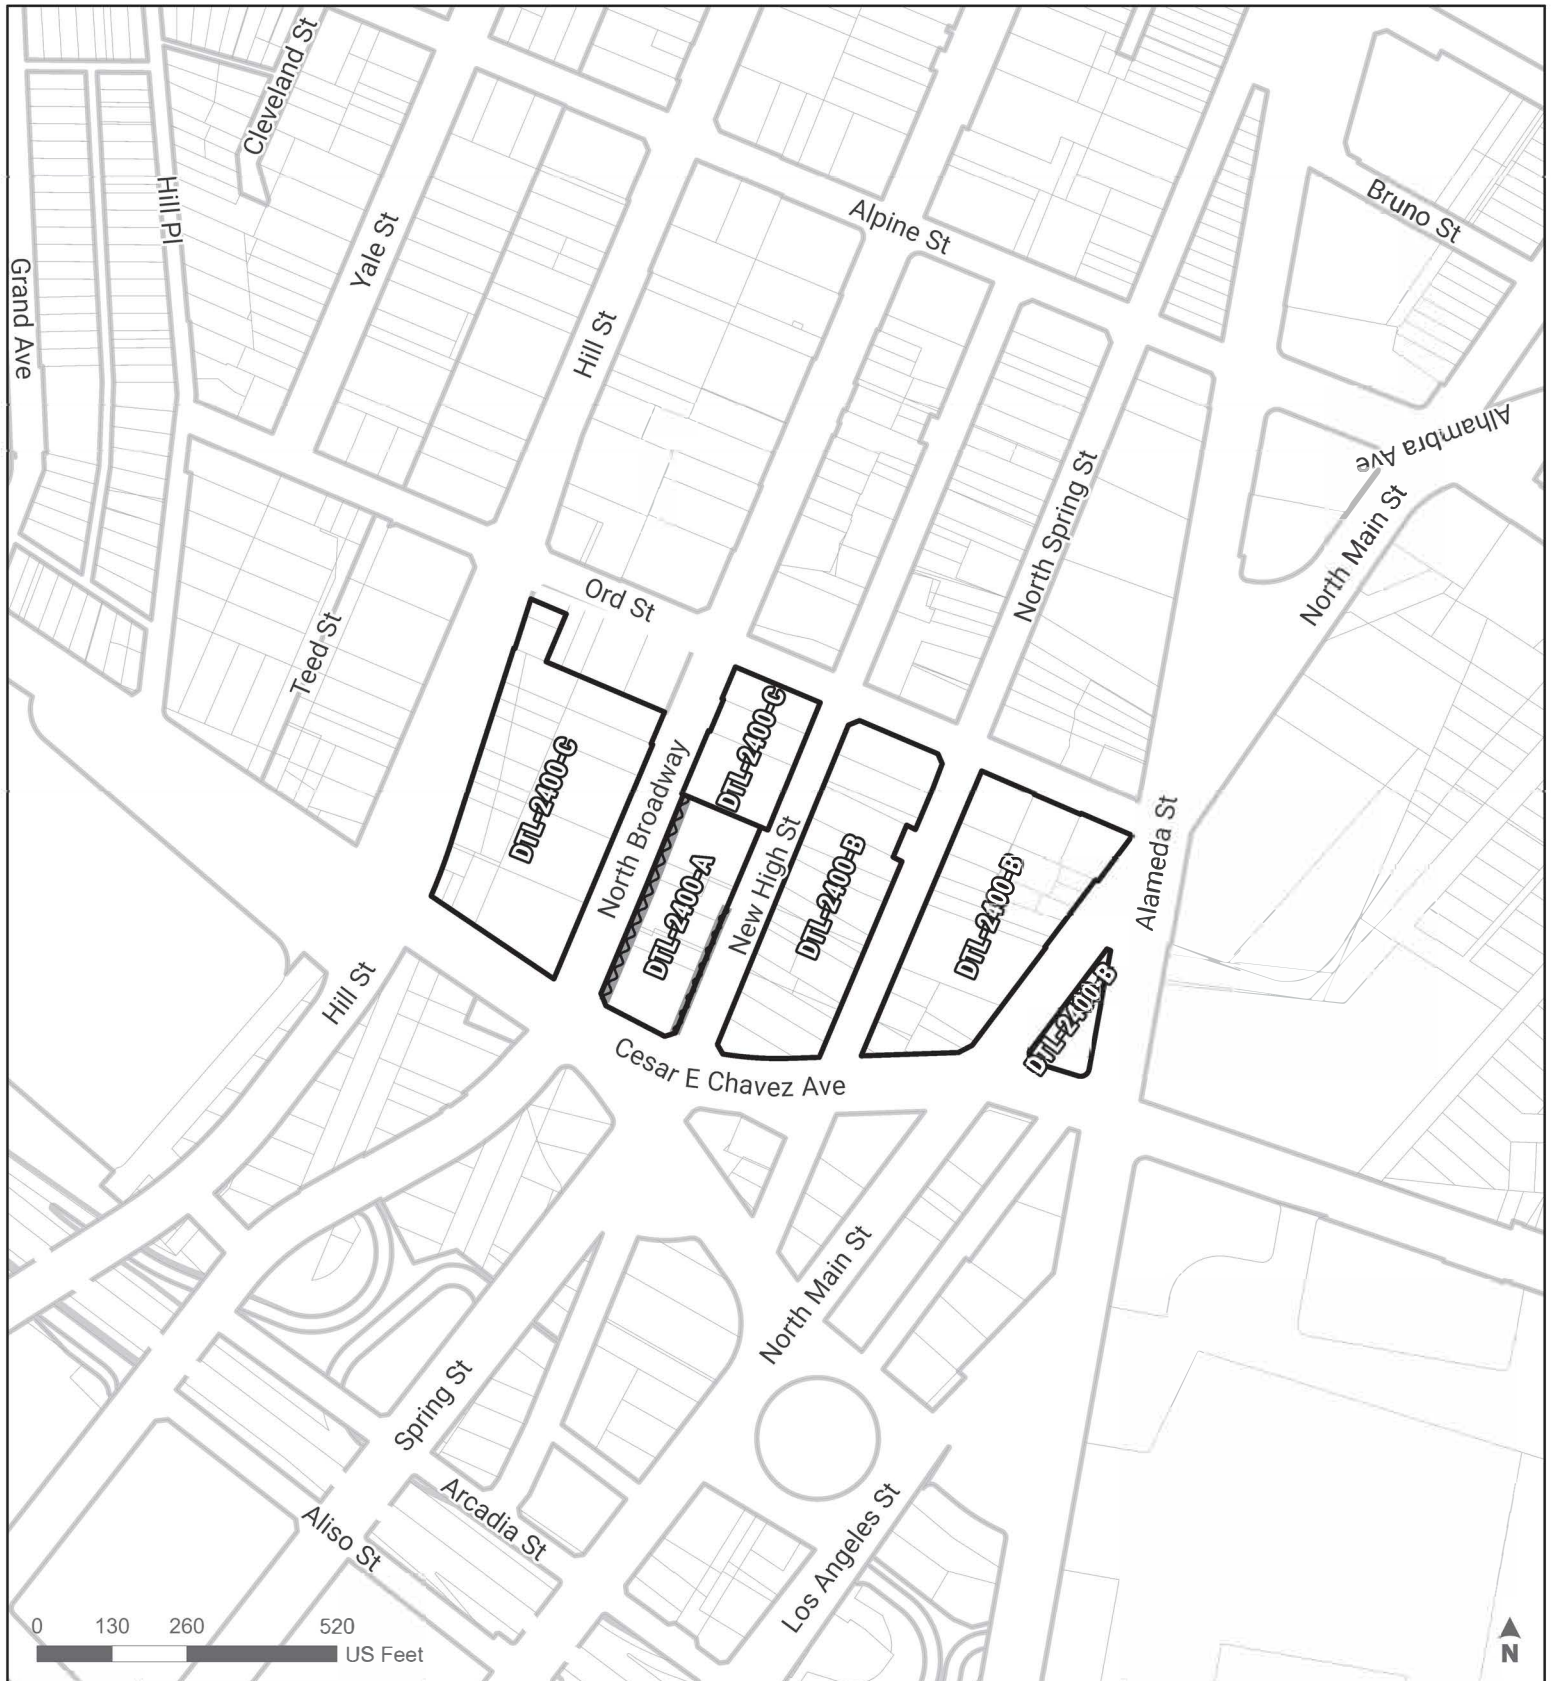 Cleveland St
Hill Pl
Grand Ave
Yale St
Hill St
Alpine St
Bruno St
Alhambra Ave
North Main St
North Spring St
Ord St
Teed St
DTL-2400-C
DTL-2400-C
North Broadway
DTL-2400-A
New High St
DTL-2400-B
DTL-2400-B
Alameda St
DTL-2400-B
Hill St
Cesar E Chavez Ave
North Main St
Spring St
Arcadia St
Aliso St
Los Angeles St
0 130 260 520
US Feet
N